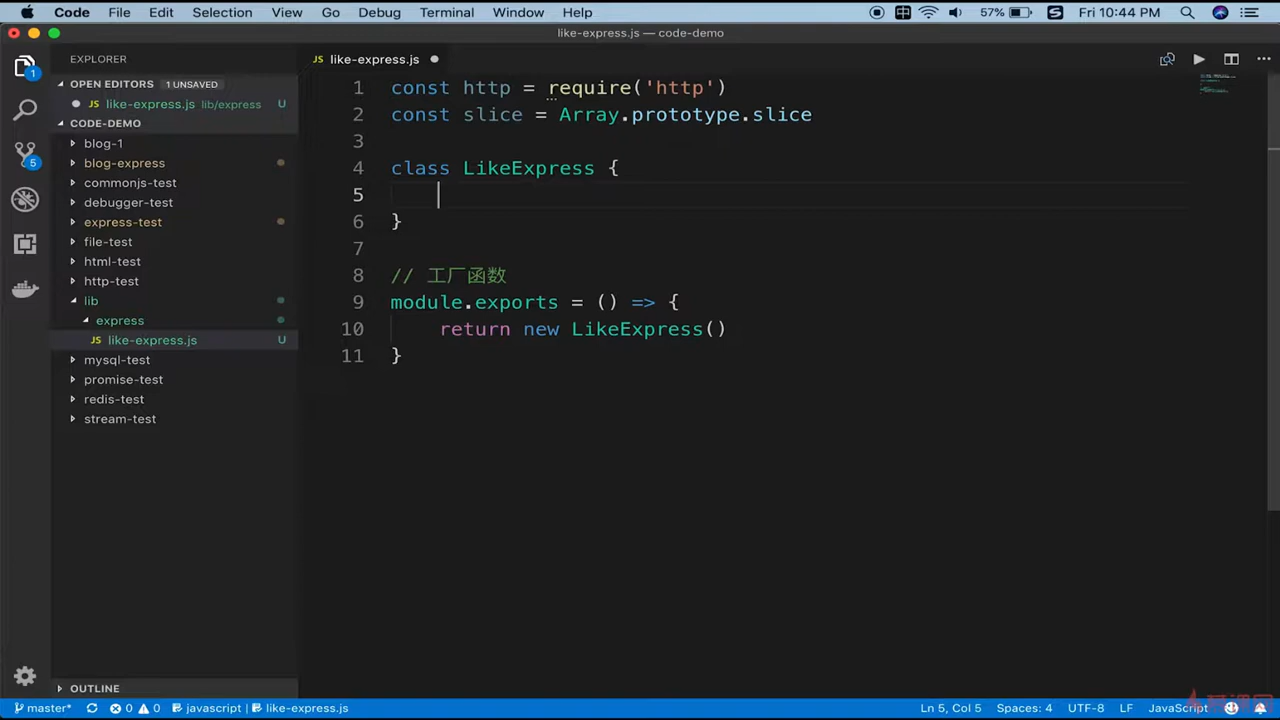 Code File Edit Selection View Go Debug Terminal Window Help 57% Fri 10:44 PM
like-express.js — code-demo
EXPLORER
OPEN EDITORS 1 UNSAVED
JS like-express.js lib/express U
CODE-DEMO
blog-1
blog-express
commonjs-test
debugger-test
express-test
file-test
html-test
http-test
lib
express
JS like-express.js U
mysql-test
promise-test
redis-test
stream-test
OUTLINE
1
5
JS like-express.js
1 const http = require('http')
2 const slice = Array.prototype.slice
3
4 class LikeExpress {
5
6 }
7
8 // 工厂函数
9 module.exports = () => {
10 return new LikeExpress()
11 }
master* 0 0 javascript | like-express.js Ln 5, Col 5 Spaces: 4 UTF-8 LF JavaScript